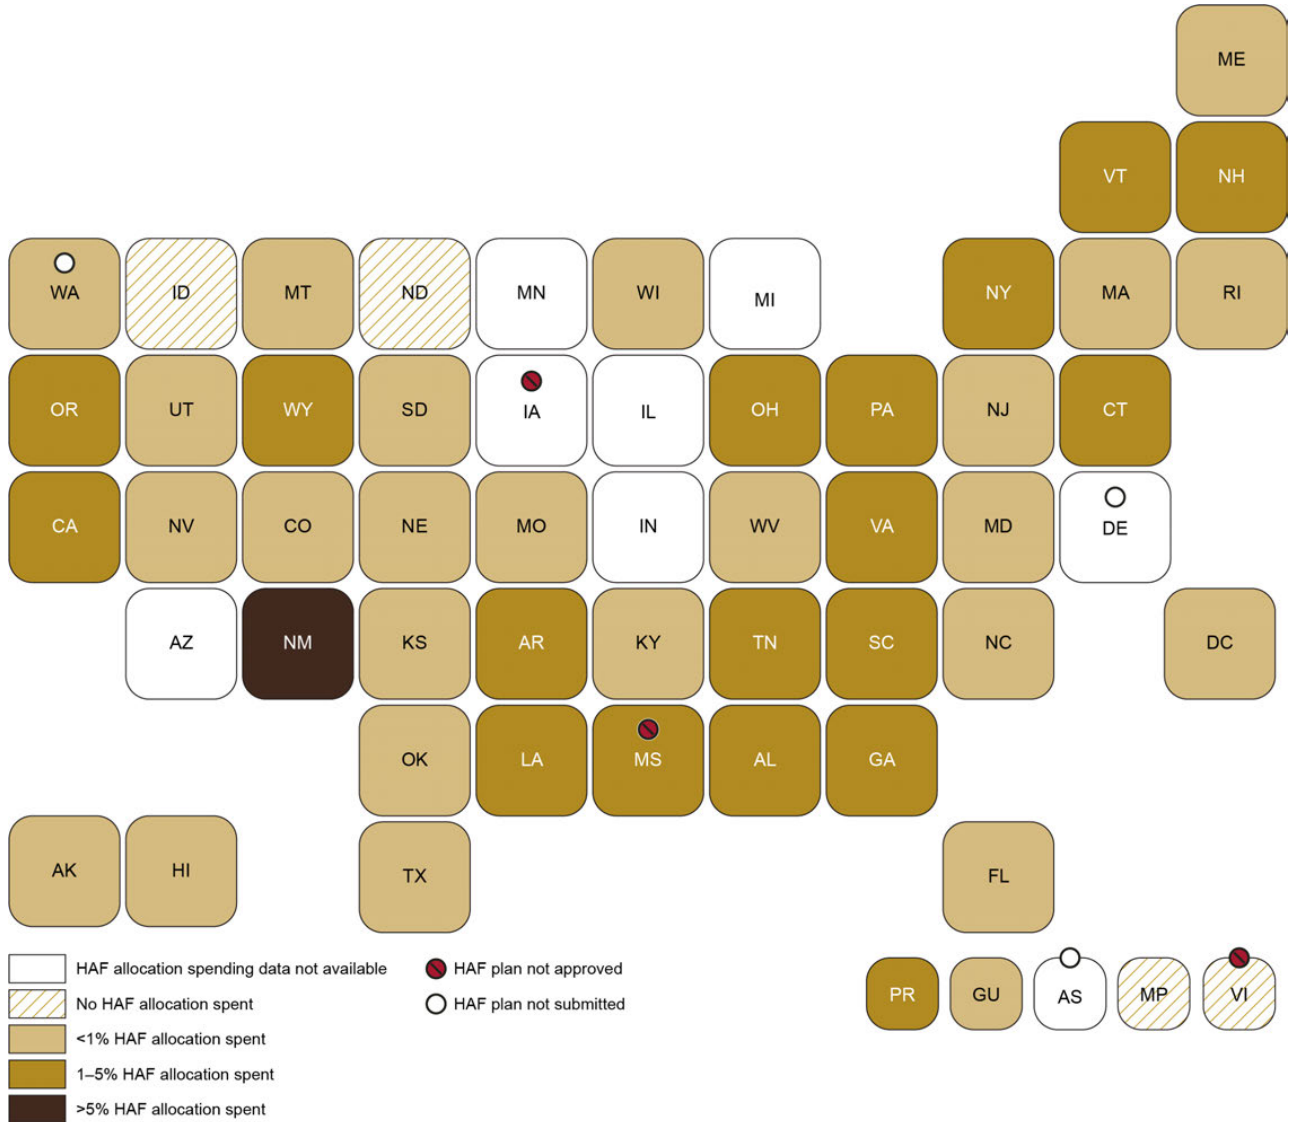 ME
VT NH
WA ID MT ND MN WI MI NY MA RI
OR UT WY SD IA IL OH PA NJ CT
CA NV CO NE MO IN WV VA MD DE
AZ NM KS AR KY TN SC NC DC
OK LA MS AL GA
AK HI TX FL
HAF allocation spending data not available
No HAF allocation spent
<1% HAF allocation spent
1–5% HAF allocation spent
>5% HAF allocation spent
HAF plan not approved
HAF plan not submitted
PR GU AS MP VI